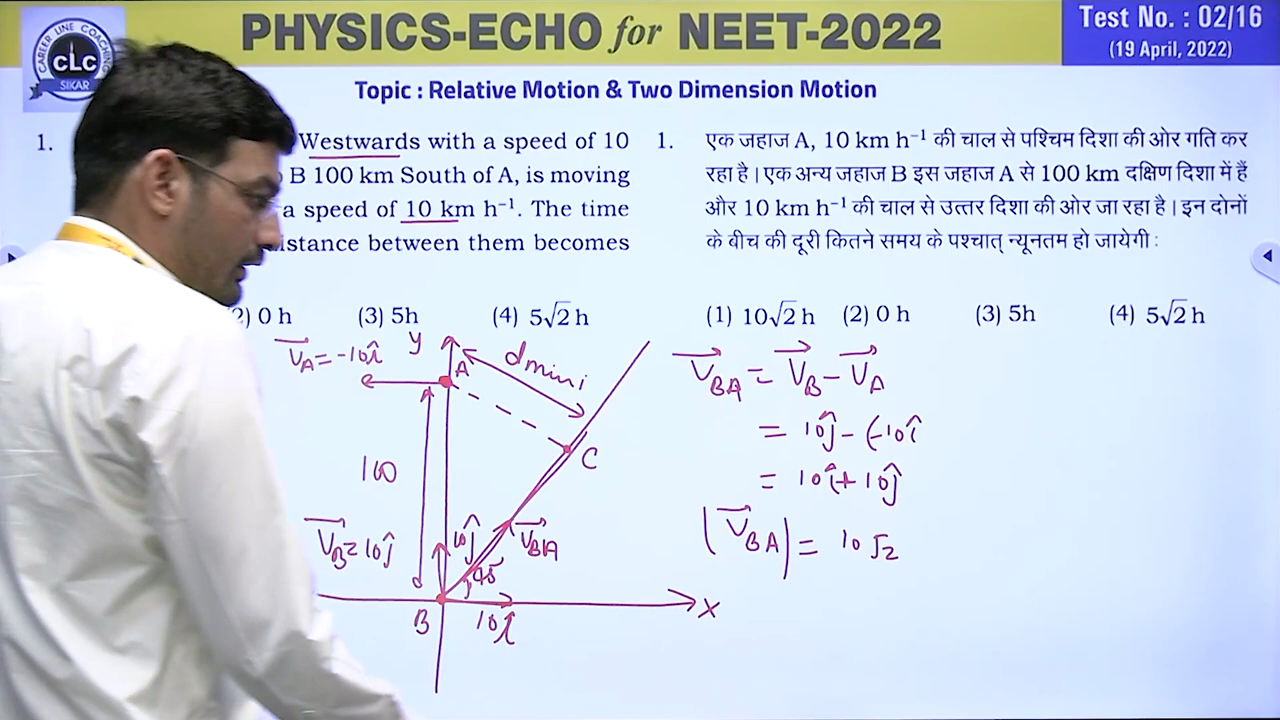 PHYSICS-ECHO for NEET-2022
Test No. : 02/16
(19 April, 2022)
CAREER LINE COACHING
CLC
SIKAR
Topic : Relative Motion & Two Dimension Motion
1. Westwards with a speed of 10
B 100 km South of A, is moving
a speed of 10 km h⁻¹. The time
istance between them becomes
2) 0 h (3) 5h (4) 5√2 h
1. एक जहाज A, 10 km h⁻¹ की चाल से पश्चिम दिशा की ओर गति कर
रहा है। एक अन्य जहाज B इस जहाज A से 100 km दक्षिण दिशा में हैं
और 10 km h⁻¹ की चाल से उत्तर दिशा की ओर जा रहा है। इन दोनों
के बीच की दूरी कितने समय के पश्चात् न्यूनतम हो जायेगी :
(1) 10√2 h (2) 0 h (3) 5h (4) 5√2 h
V⃗A = -10î
y
A
dmini
100
C
V⃗B = 10ĵ
10ĵ
V⃗BA
45
B
10î
x
V⃗BA = V⃗B - V⃗A
= 10ĵ - (-10î
= 10î + 10ĵ
|V⃗BA| = 10√2